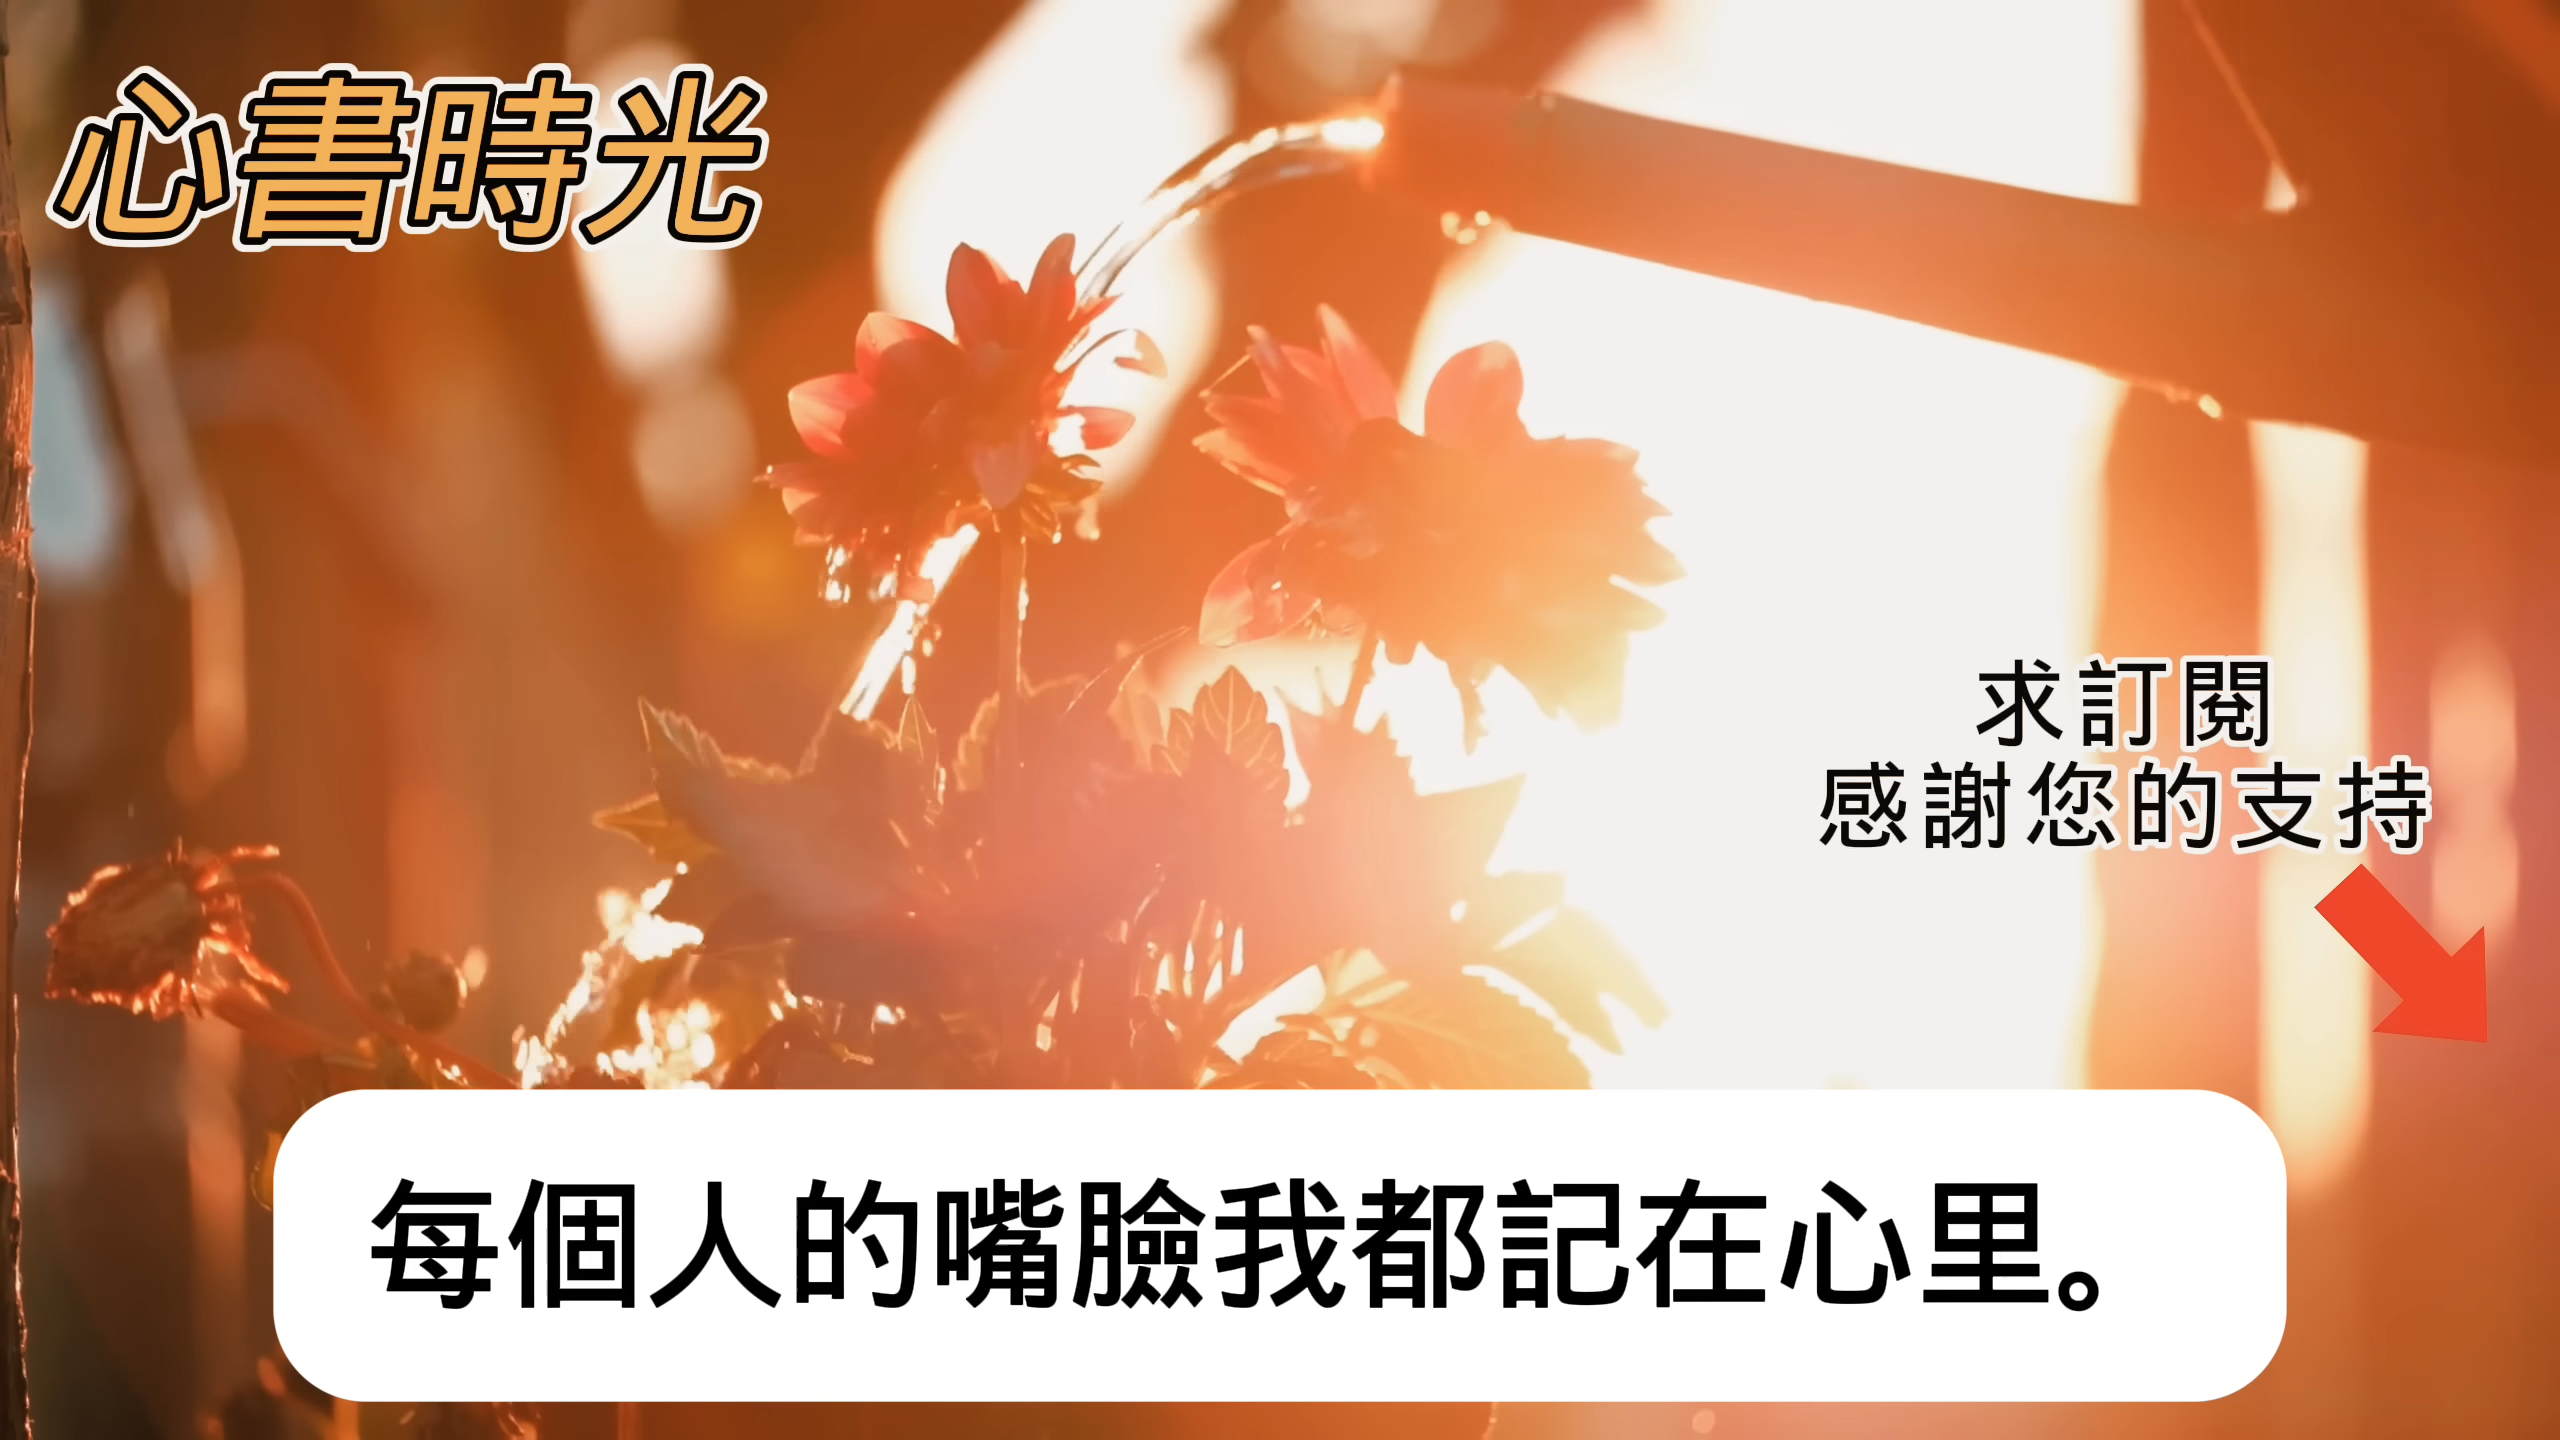 心書時光
求訂閱
感謝您的支持
每個人的嘴臉我都記在心里。